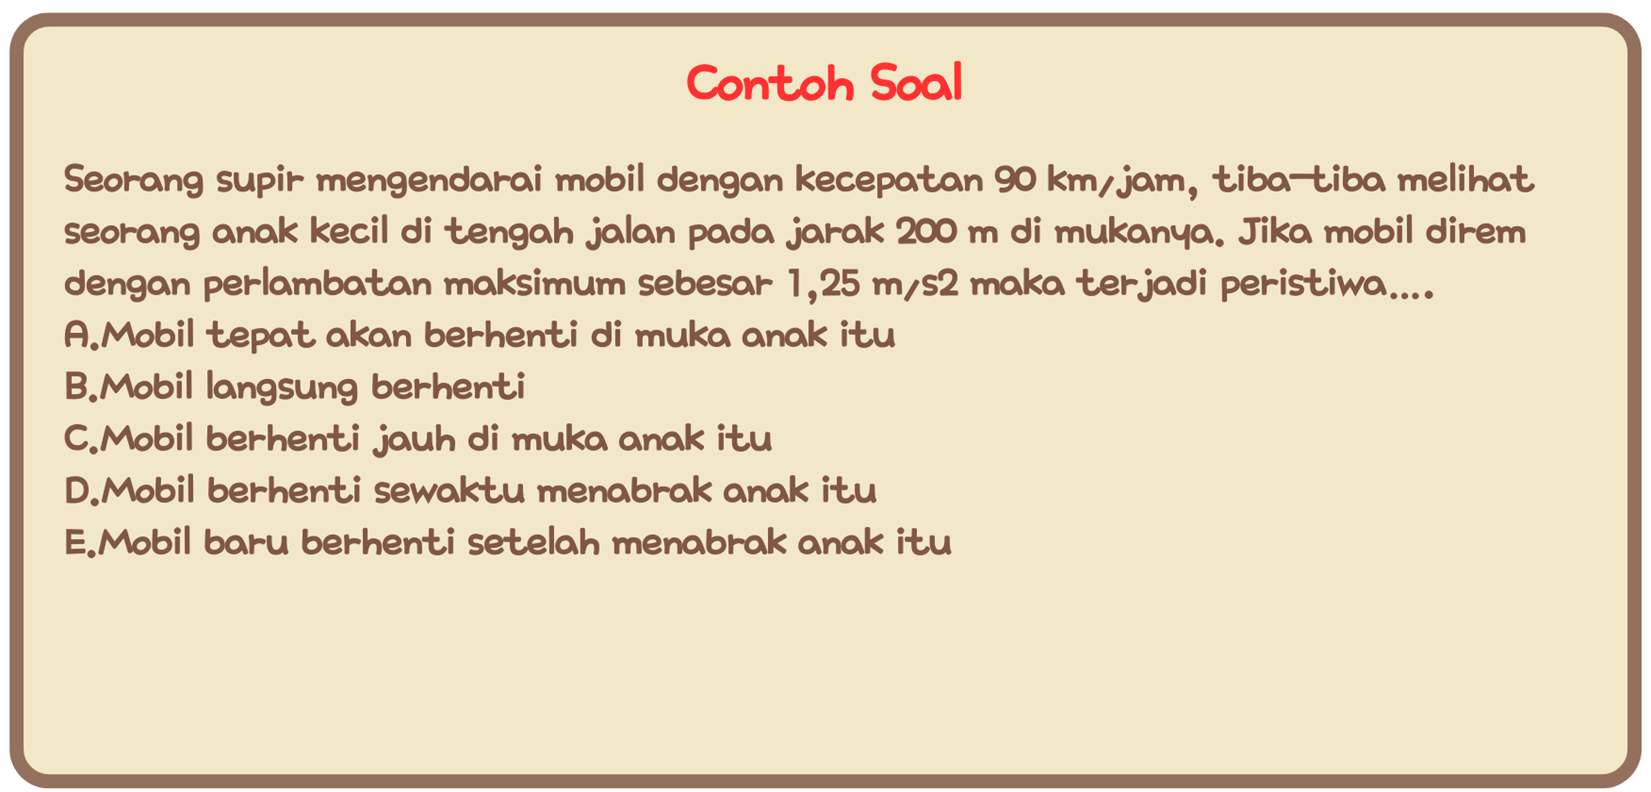 Contoh Soal
Seorang supir mengendarai mobil dengan kecepatan 90 km/jam, tiba-tiba melihat
seorang anak kecil di tengah jalan pada jarak 200 m di mukanya. Jika mobil direm
dengan perlambatan maksimum sebesar 1,25 m/s2 maka terjadi peristiwa....
A.Mobil tepat akan berhenti di muka anak itu
B.Mobil langsung berhenti
C.Mobil berhenti jauh di muka anak itu
D.Mobil berhenti sewaktu menabrak anak itu
E.Mobil baru berhenti setelah menabrak anak itu